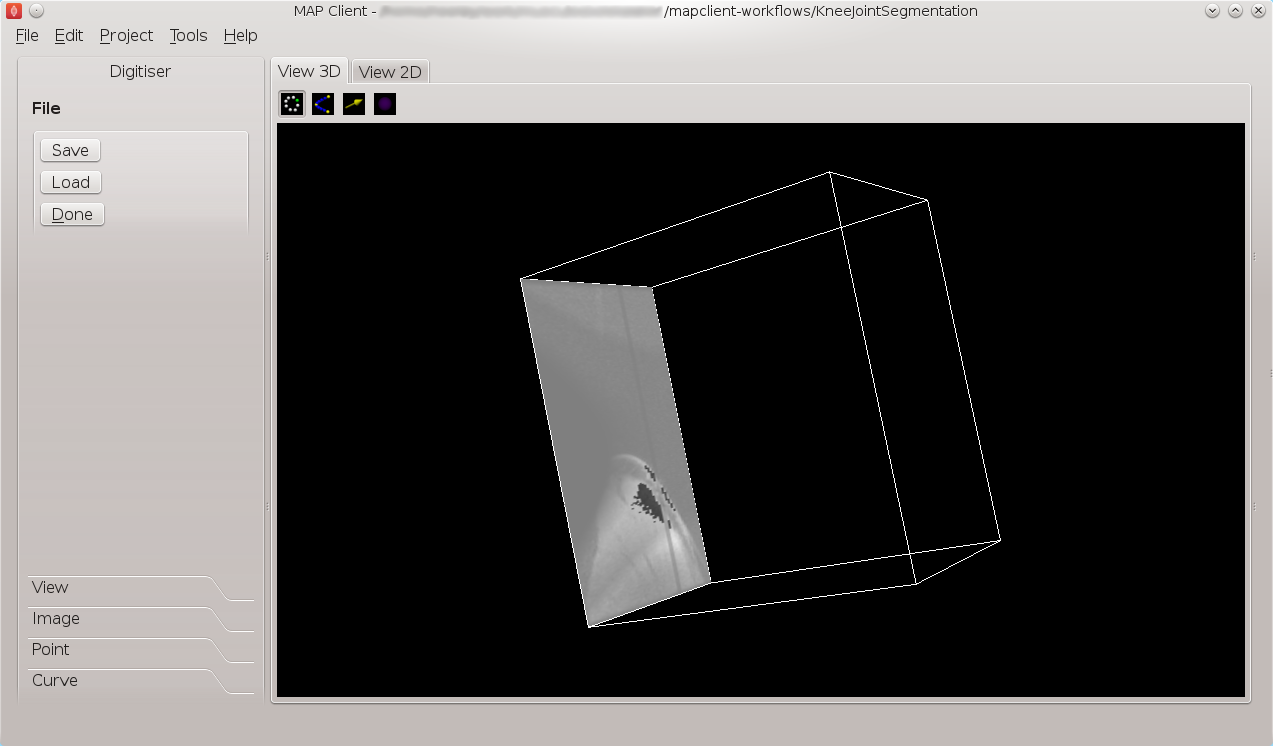 MAP Client - /mapclient-workflows/KneeJointSegmentation
File Edit Project Tools Help
Digitiser
File
Save
Load
Done
View
Image
Point
Curve
View 3D View 2D